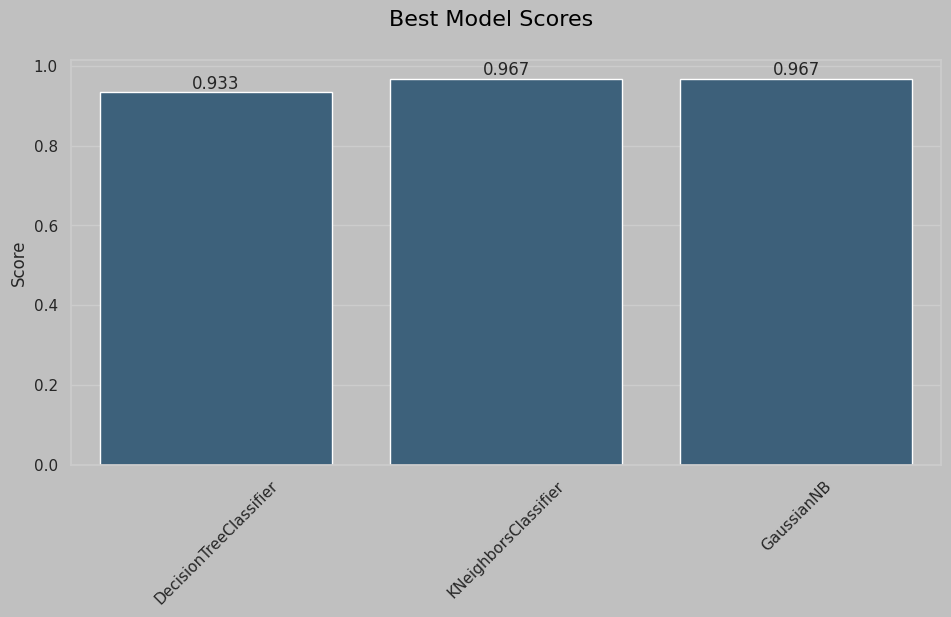 Best Model Scores
1.0
0.8
0.6
0.4
0.2
0.0
Score
0.933
0.967
0.967
DecisionTreeClassifier
KNeighborsClassifier
GaussianNB